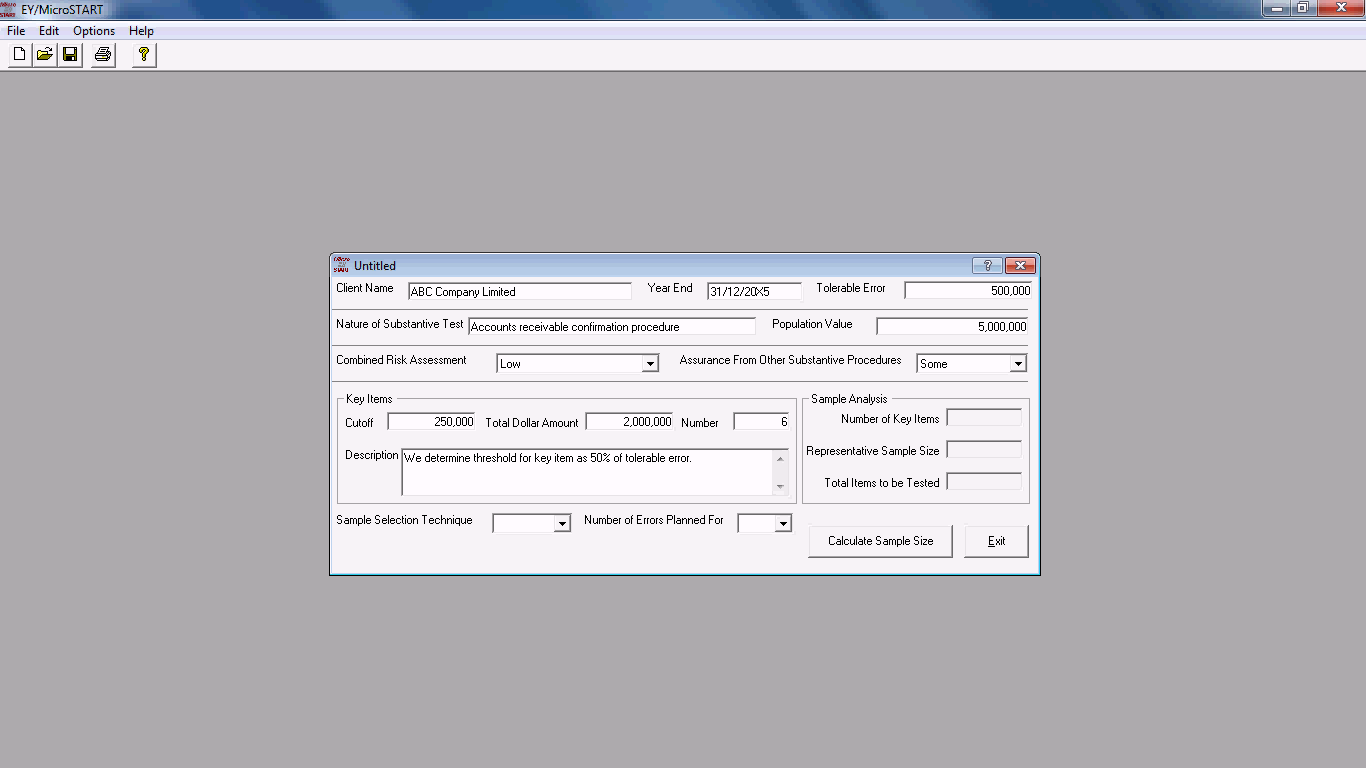 EY/MicroSTART
File Edit Options Help
Untitled
Client Name ABC Company Limited Year End 31/12/20X5 Tolerable Error 500,000
Nature of Substantive Test Accounts receivable confirmation procedure Population Value 5,000,000
Combined Risk Assessment Low Assurance From Other Substantive Procedures Some
Key Items
Cutoff 250,000 Total Dollar Amount 2,000,000 Number 6
Description We determine threshold for key item as 50% of tolerable error.
Sample Analysis
Number of Key Items
Representative Sample Size
Total Items to be Tested
Sample Selection Technique Number of Errors Planned For
Calculate Sample Size Exit